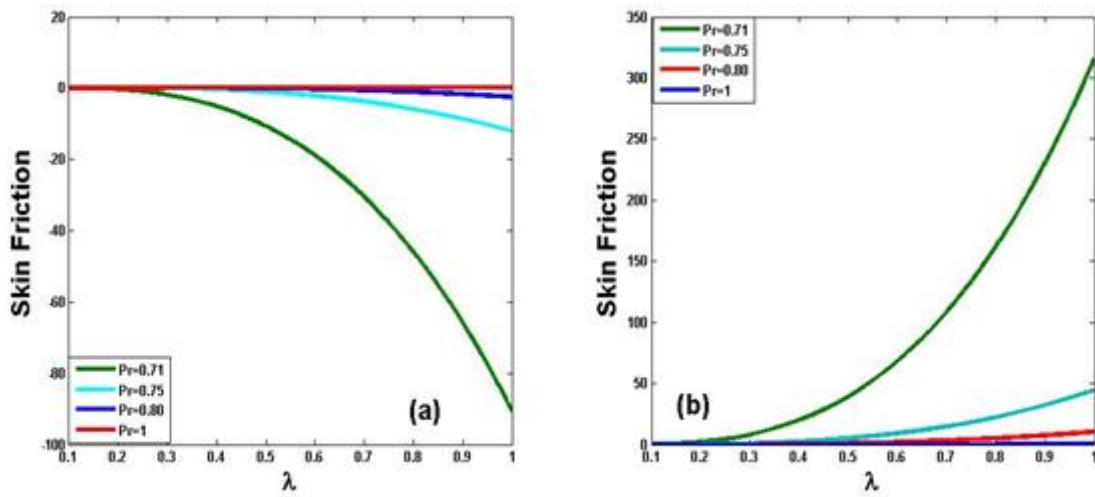 20
0
-20
-40
-60
-80
-100
Skin Friction
Pr=0.71
Pr=0.75
Pr=0.80
Pr=1
(a)
0.1 0.2 0.3 0.4 0.5 0.6 0.7 0.8 0.9 1
λ
350
300
250
200
150
100
50
0
Skin Friction
Pr=0.71
Pr=0.75
Pr=0.80
Pr=1
(b)
0.1 0.2 0.3 0.4 0.5 0.6 0.7 0.8 0.9 1
λ